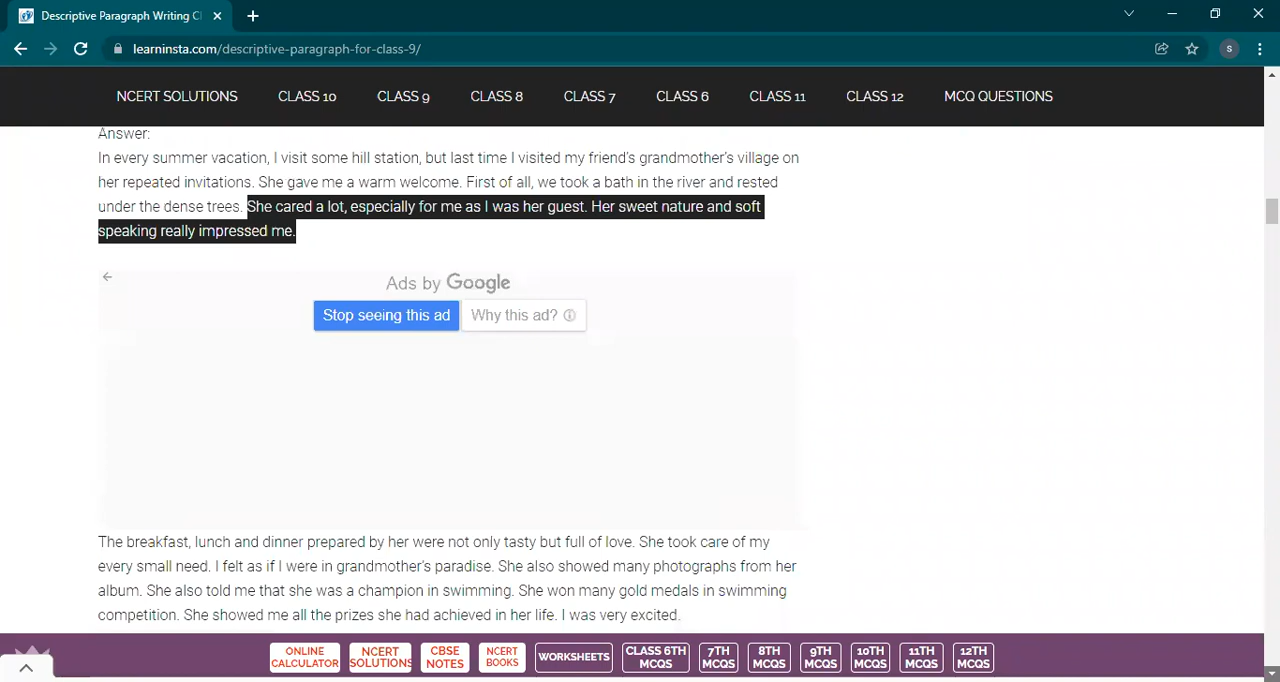 Descriptive Paragraph Writing Cl
learninsta.com/descriptive-paragraph-for-class-9/
S
NCERT SOLUTIONS CLASS 10 CLASS 9 CLASS 8 CLASS 7 CLASS 6 CLASS 11 CLASS 12 MCQ QUESTIONS
Answer:
In every summer vacation, I visit some hill station, but last time I visited my friend's grandmother's village on
her repeated invitations. She gave me a warm welcome. First of all, we took a bath in the river and rested
under the dense trees. She cared a lot, especially for me as I was her guest. Her sweet nature and soft
speaking really impressed me.
Ads by Google
Stop seeing this ad Why this ad?
The breakfast, lunch and dinner prepared by her were not only tasty but full of love. She took care of my
every small need. I felt as if I were in grandmother's paradise. She also showed many photographs from her
album. She also told me that she was a champion in swimming. She won many gold medals in swimming
competition. She showed me all the prizes she had achieved in her life. I was very excited.
ONLINE CALCULATOR NCERT SOLUTIONS CBSE NOTES NCERT BOOKS WORKSHEETS CLASS 6TH MCQS 7TH MCQS 8TH MCQS 9TH MCQS 10TH MCQS 11TH MCQS 12TH MCQS